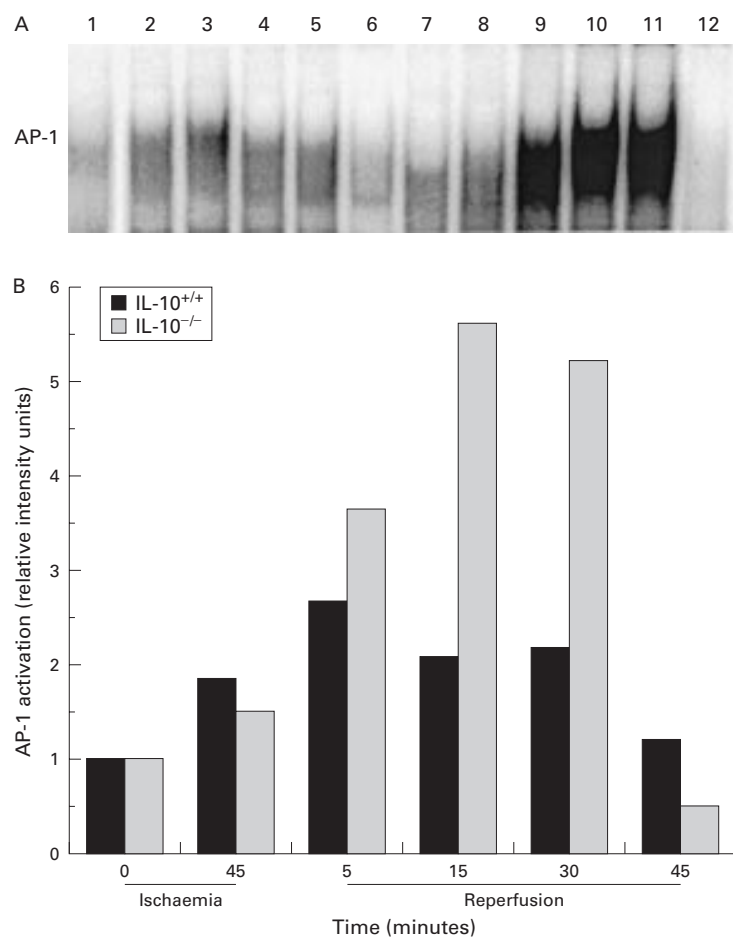 A 1 2 3 4 5 6 7 8 9 10 11 12
AP-1
B
6
5
4
3
2
1
0
AP-1 activation (relative intensity units)
IL-10+/+
IL-10−/−
0 45 5 15 30 45
Ischaemia Reperfusion
Time (minutes)